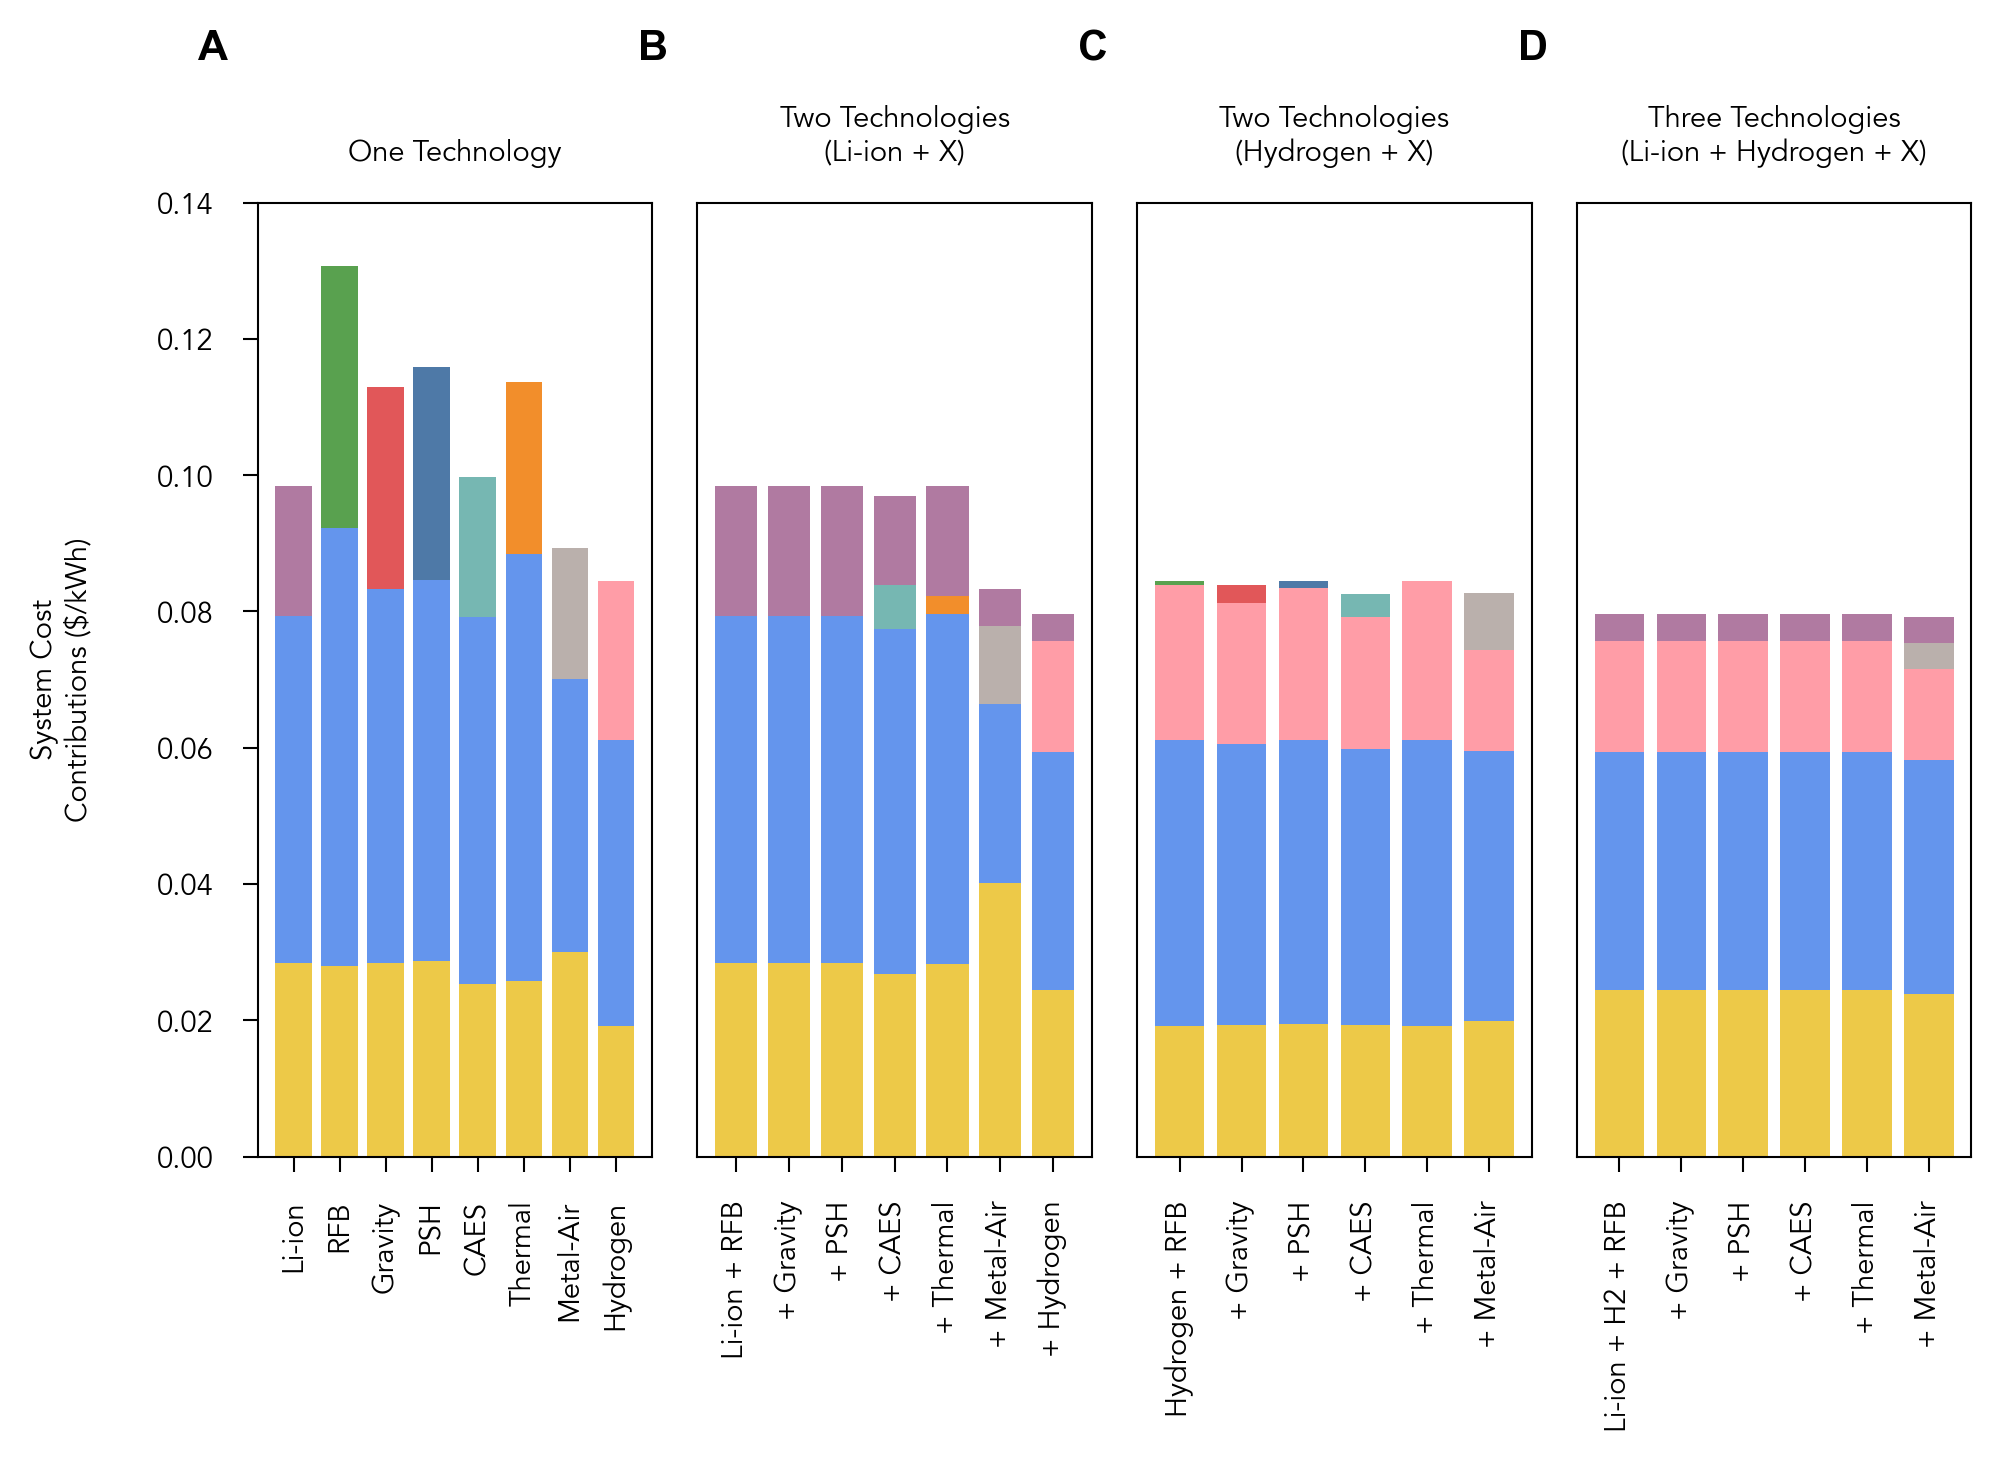 A
B
C
D
One Technology
Two Technologies
(Li-ion + X)
Two Technologies
(Hydrogen + X)
Three Technologies
(Li-ion + Hydrogen + X)
System Cost
Contributions ($/kWh)
0.14
0.12
0.10
0.08
0.06
0.04
0.02
0.00
Li-ion
RFB
Gravity
PSH
CAES
Thermal
Metal-Air
Hydrogen
Li-ion + RFB
+ Gravity
+ PSH
+ CAES
+ Thermal
+ Metal-Air
+ Hydrogen
Hydrogen + RFB
+ Gravity
+ PSH
+ CAES
+ Thermal
+ Metal-Air
Li-ion + H2 + RFB
+ Gravity
+ PSH
+ CAES
+ Thermal
+ Metal-Air